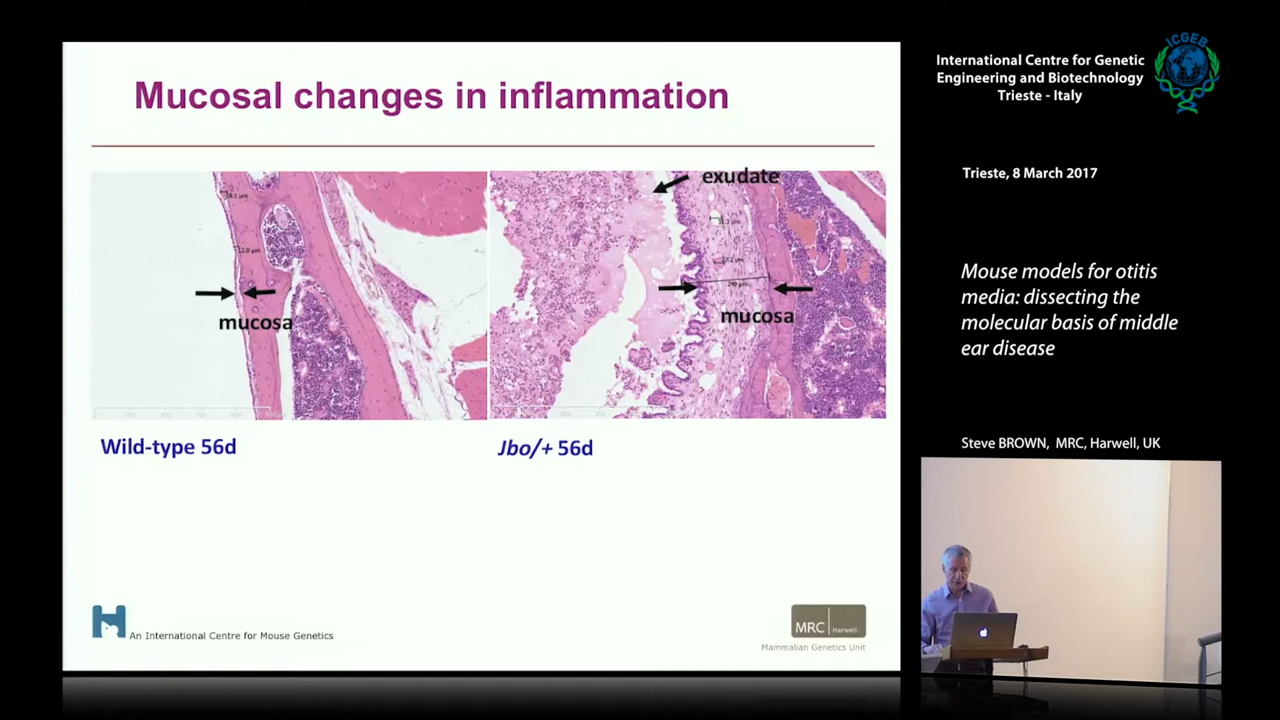 Mucosal changes in inflammation
exudate
mucosa
mucosa
Wild-type 56d
Jbo/+ 56d
An International Centre for Mouse Genetics
MRC Harwell
Mammalian Genetics Unit
International Centre for Genetic
Engineering and Biotechnology
Trieste - Italy
ICGEB
Trieste, 8 March 2017
Mouse models for otitis
media: dissecting the
molecular basis of middle
ear disease
Steve BROWN, MRC, Harwell, UK